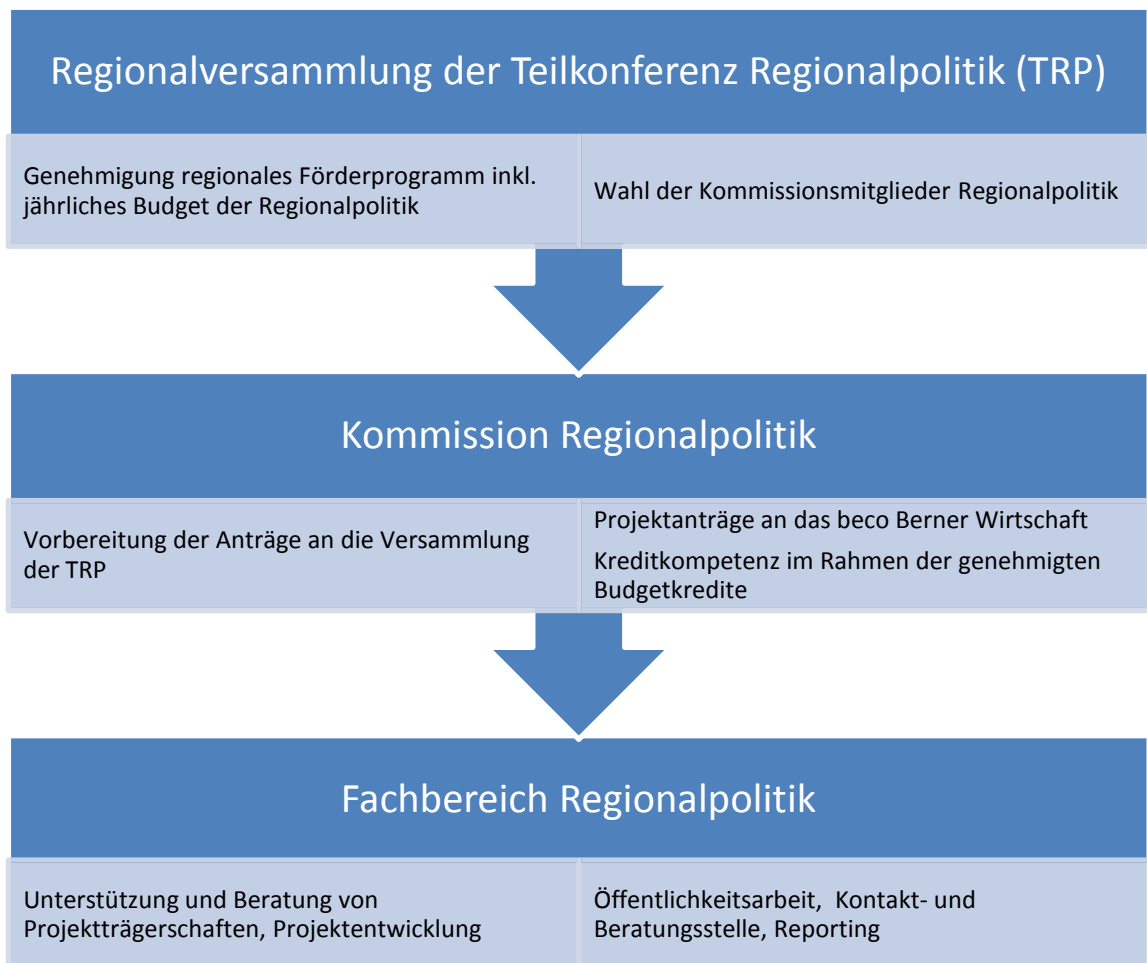 Regionalversammlung der Teilkonferenz Regionalpolitik (TRP)
Genehmigung regionales Förderprogramm inkl.
jährliches Budget der Regionalpolitik
Wahl der Kommissionsmitglieder Regionalpolitik
Kommission Regionalpolitik
Vorbereitung der Anträge an die Versammlung
der TRP
Projektanträge an das beco Berner Wirtschaft
Kreditkompetenz im Rahmen der genehmigten
Budgetkredite
Fachbereich Regionalpolitik
Unterstützung und Beratung von
Projektträgerschaften, Projektentwicklung
Öffentlichkeitsarbeit, Kontakt- und
Beratungsstelle, Reporting